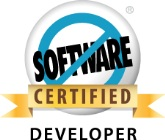 ®
SOFTWARE
CERTIFIED
DEVELOPER